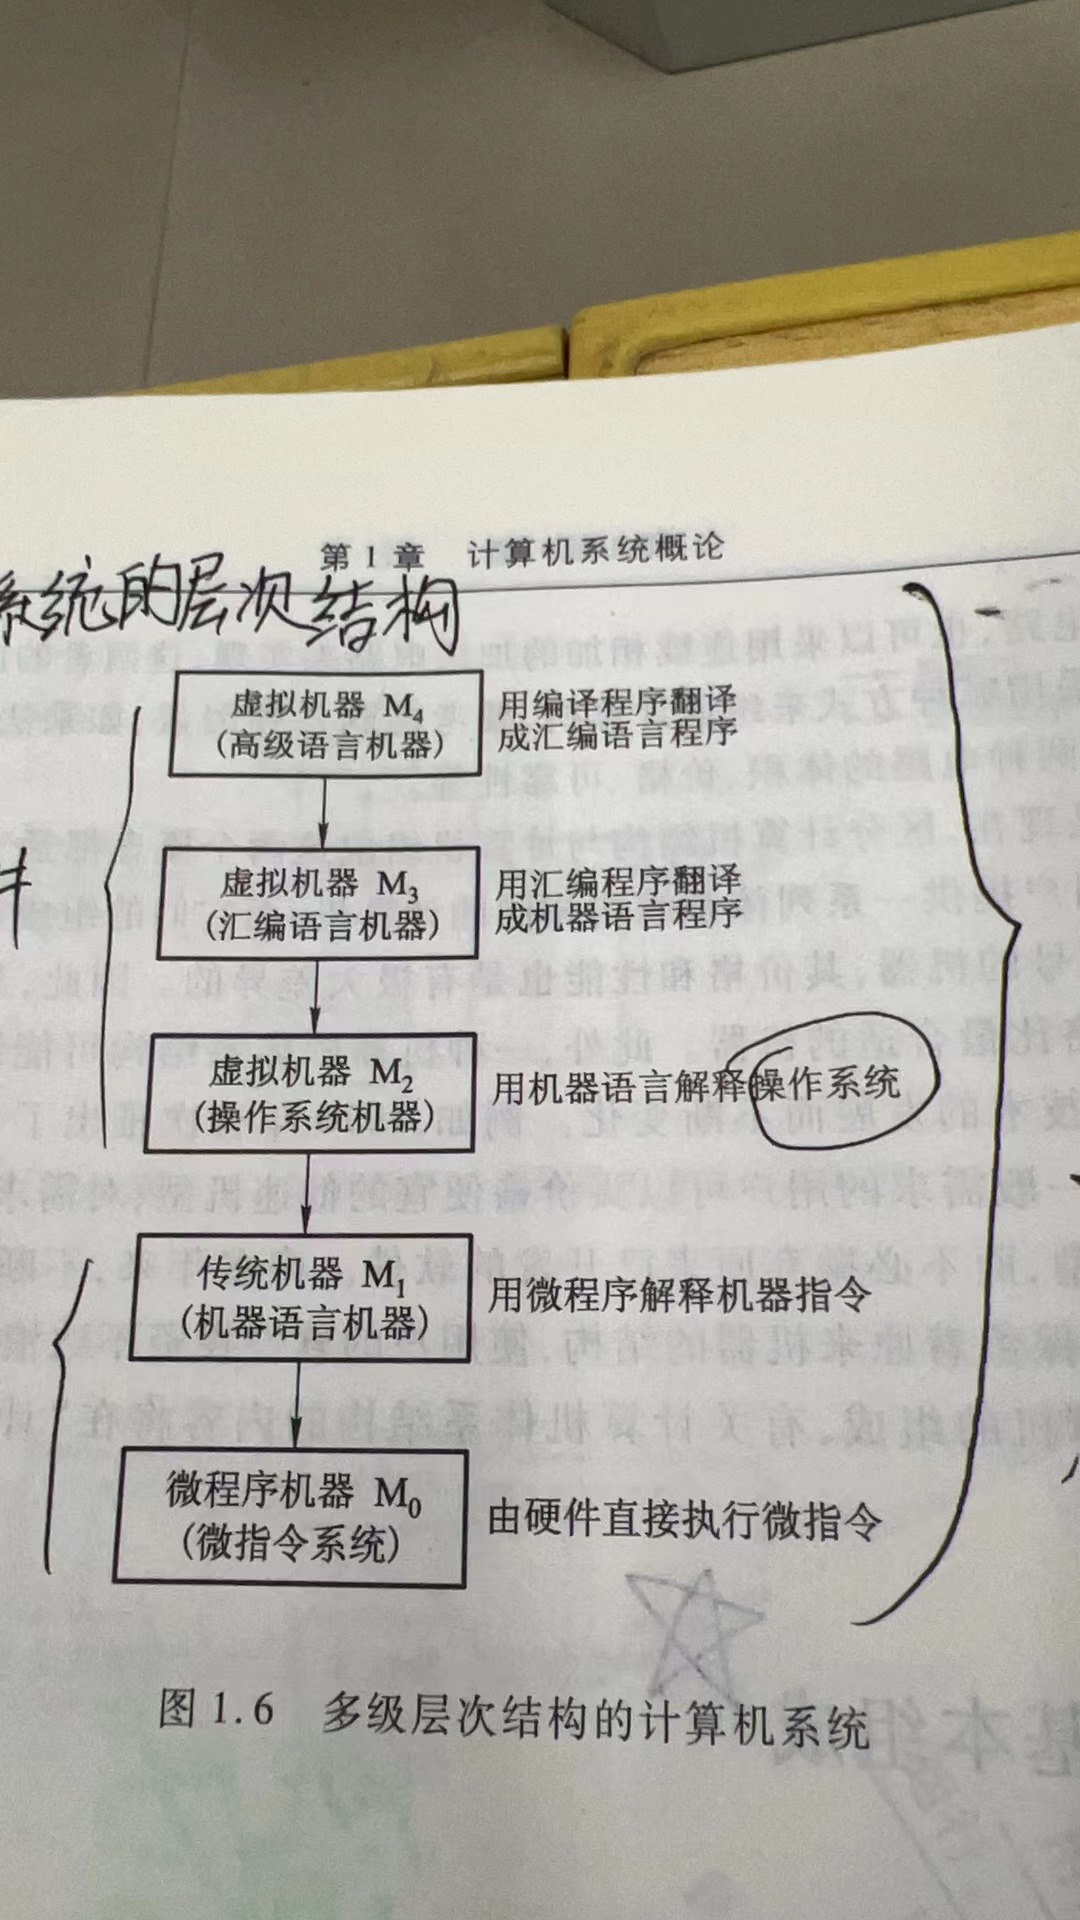 第1章 计算机系统概论
系统的层次结构
虚拟机器 M₄
(高级语言机器)
用编译程序翻译
成汇编语言程序
虚拟机器 M₃
(汇编语言机器)
用汇编程序翻译
成机器语言程序
虚拟机器 M₂
(操作系统机器)
用机器语言解释操作系统
传统机器 M₁
(机器语言机器)
用微程序解释机器指令
微程序机器 M₀
(微指令系统)
由硬件直接执行微指令
图 1.6 多级层次结构的计算机系统